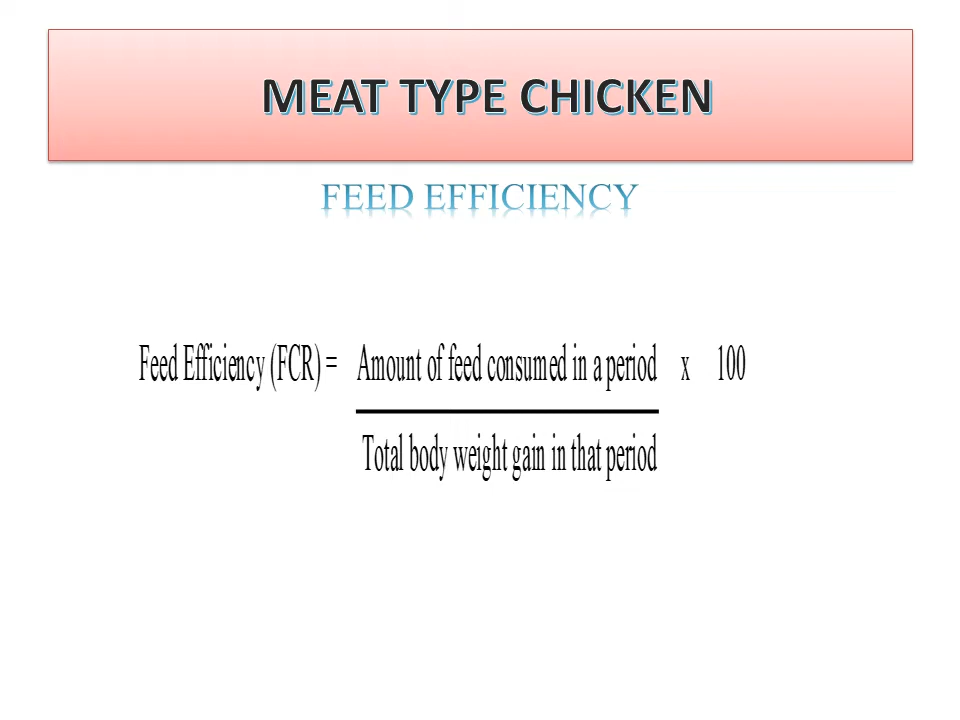 MEAT TYPE CHICKEN
FEED EFFICIENCY
Feed Efficiency (FCR) = Amount of feed consumed in a period x 100
Total body weight gain in that period